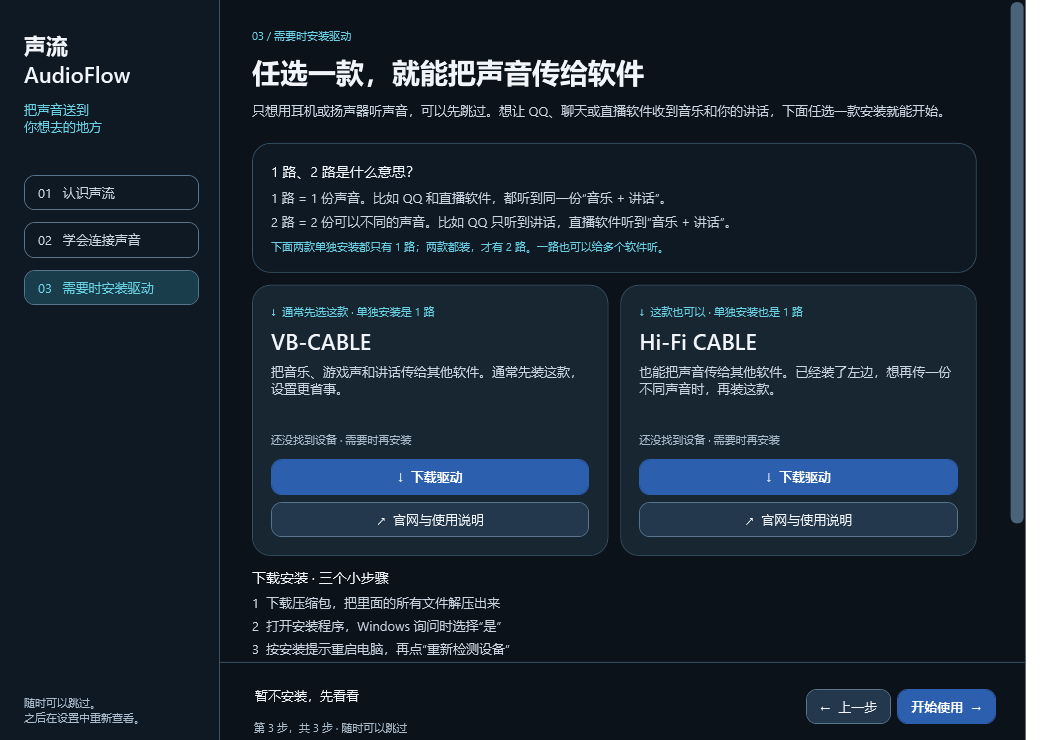 声流
AudioFlow
把声音送到
你想去的地方
01 认识声流
02 学会连接声音
03 需要时安装驱动
随时可以跳过。
之后在设置中重新查看。
03 / 需要时安装驱动
任选一款，就能把声音传给软件
只想用耳机或扬声器听声音，可以先跳过。想让 QQ、聊天或直播软件收到音乐和你的讲话，下面任选一款安装就能开始。
1 路、2 路是什么意思？
1 路 = 1 份声音。比如 QQ 和直播软件，都听到同一份“音乐 + 讲话”。
2 路 = 2 份可以不同的声音。比如 QQ 只听到讲话，直播软件听到“音乐 + 讲话”。
下面两款单独安装都只有 1 路；两款都装，才有 2 路。一路也可以给多个软件听。
↓ 通常先选这款 · 单独安装是 1 路
VB-CABLE
把音乐、游戏声和讲话传给其他软件。通常先装这款，
设置更省事。
还没找到设备 · 需要时再安装
↓ 下载驱动
↗ 官网与使用说明
↓ 这款也可以 · 单独安装也是 1 路
Hi-Fi CABLE
也能把声音传给其他软件。已经装了左边，想再传一份
不同声音时，再装这款。
还没找到设备 · 需要时再安装
↓ 下载驱动
↗ 官网与使用说明
下载安装 · 三个小步骤
1 下载压缩包，把里面的所有文件解压出来
2 打开安装程序，Windows 询问时选择“是”
3 按安装提示重启电脑，再点“重新检测设备”
暂不安装，先看看
第 3 步，共 3 步 · 随时可以跳过
← 上一步
开始使用 →